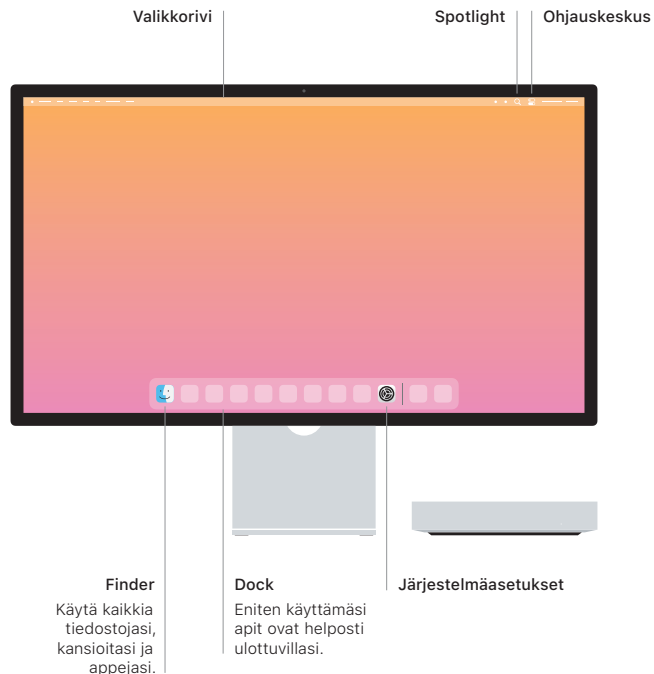 Valikkorivi
Spotlight
Ohjauskeskus
Finder
Käytä kaikkia
tiedostojasi,
kansioitasi ja
appejasi.
Dock
Eniten käyttämäsi
apit ovat helposti
ulottuvillasi.
Järjestelmäasetukset